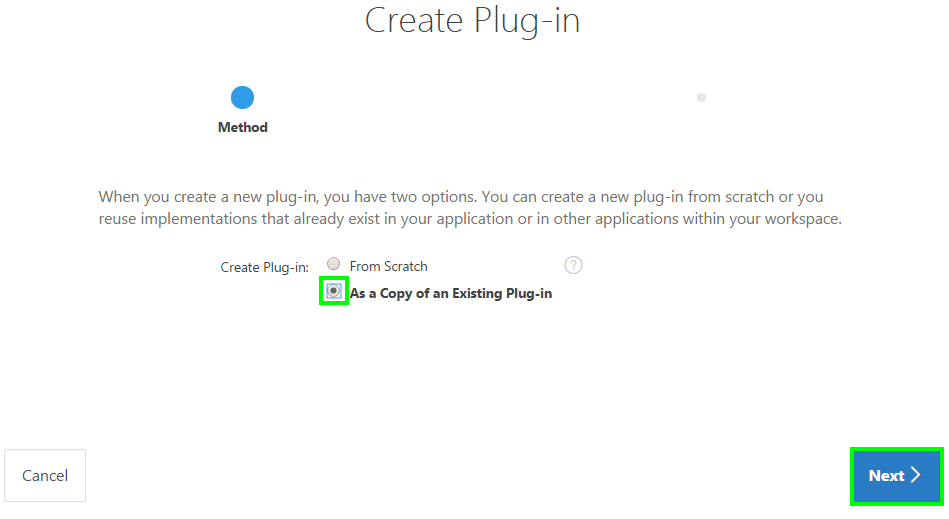 Create Plug-in
Method
When you create a new plug-in, you have two options. You can create a new plug-in from scratch or you
reuse implementations that already exist in your application or in other applications within your workspace.
Create Plug-in: From Scratch ?
As a Copy of an Existing Plug-in
Cancel Next